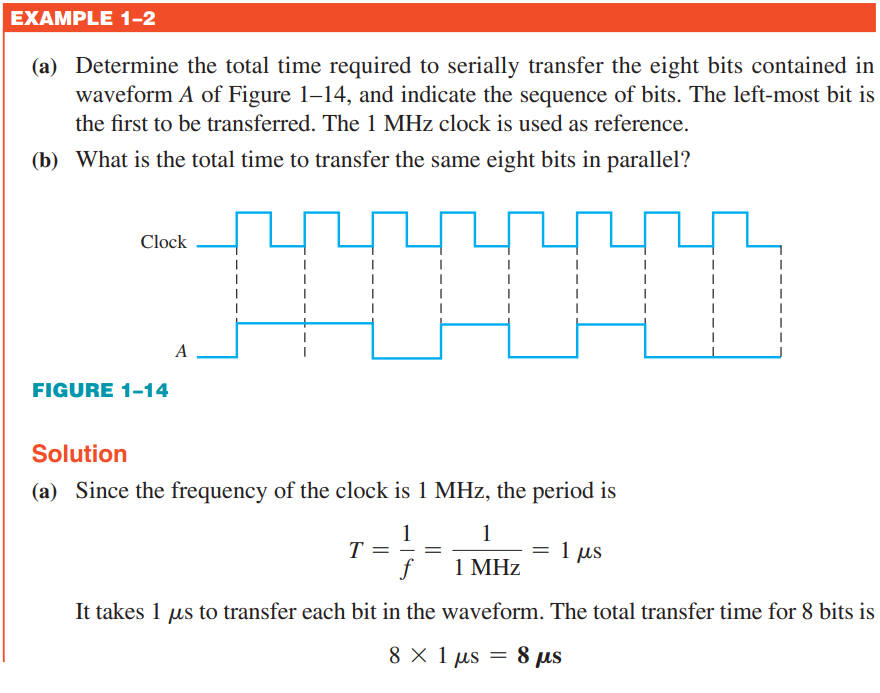 EXAMPLE 1–2
(a) Determine the total time required to serially transfer the eight bits contained in
waveform A of Figure 1–14, and indicate the sequence of bits. The left-most bit is
the first to be transferred. The 1 MHz clock is used as reference.
(b) What is the total time to transfer the same eight bits in parallel?
Clock
A
FIGURE 1–14
Solution
(a) Since the frequency of the clock is 1 MHz, the period is
T = 1/f = 1/1 MHz = 1 μs
It takes 1 μs to transfer each bit in the waveform. The total transfer time for 8 bits is
8 × 1 μs = 8 μs